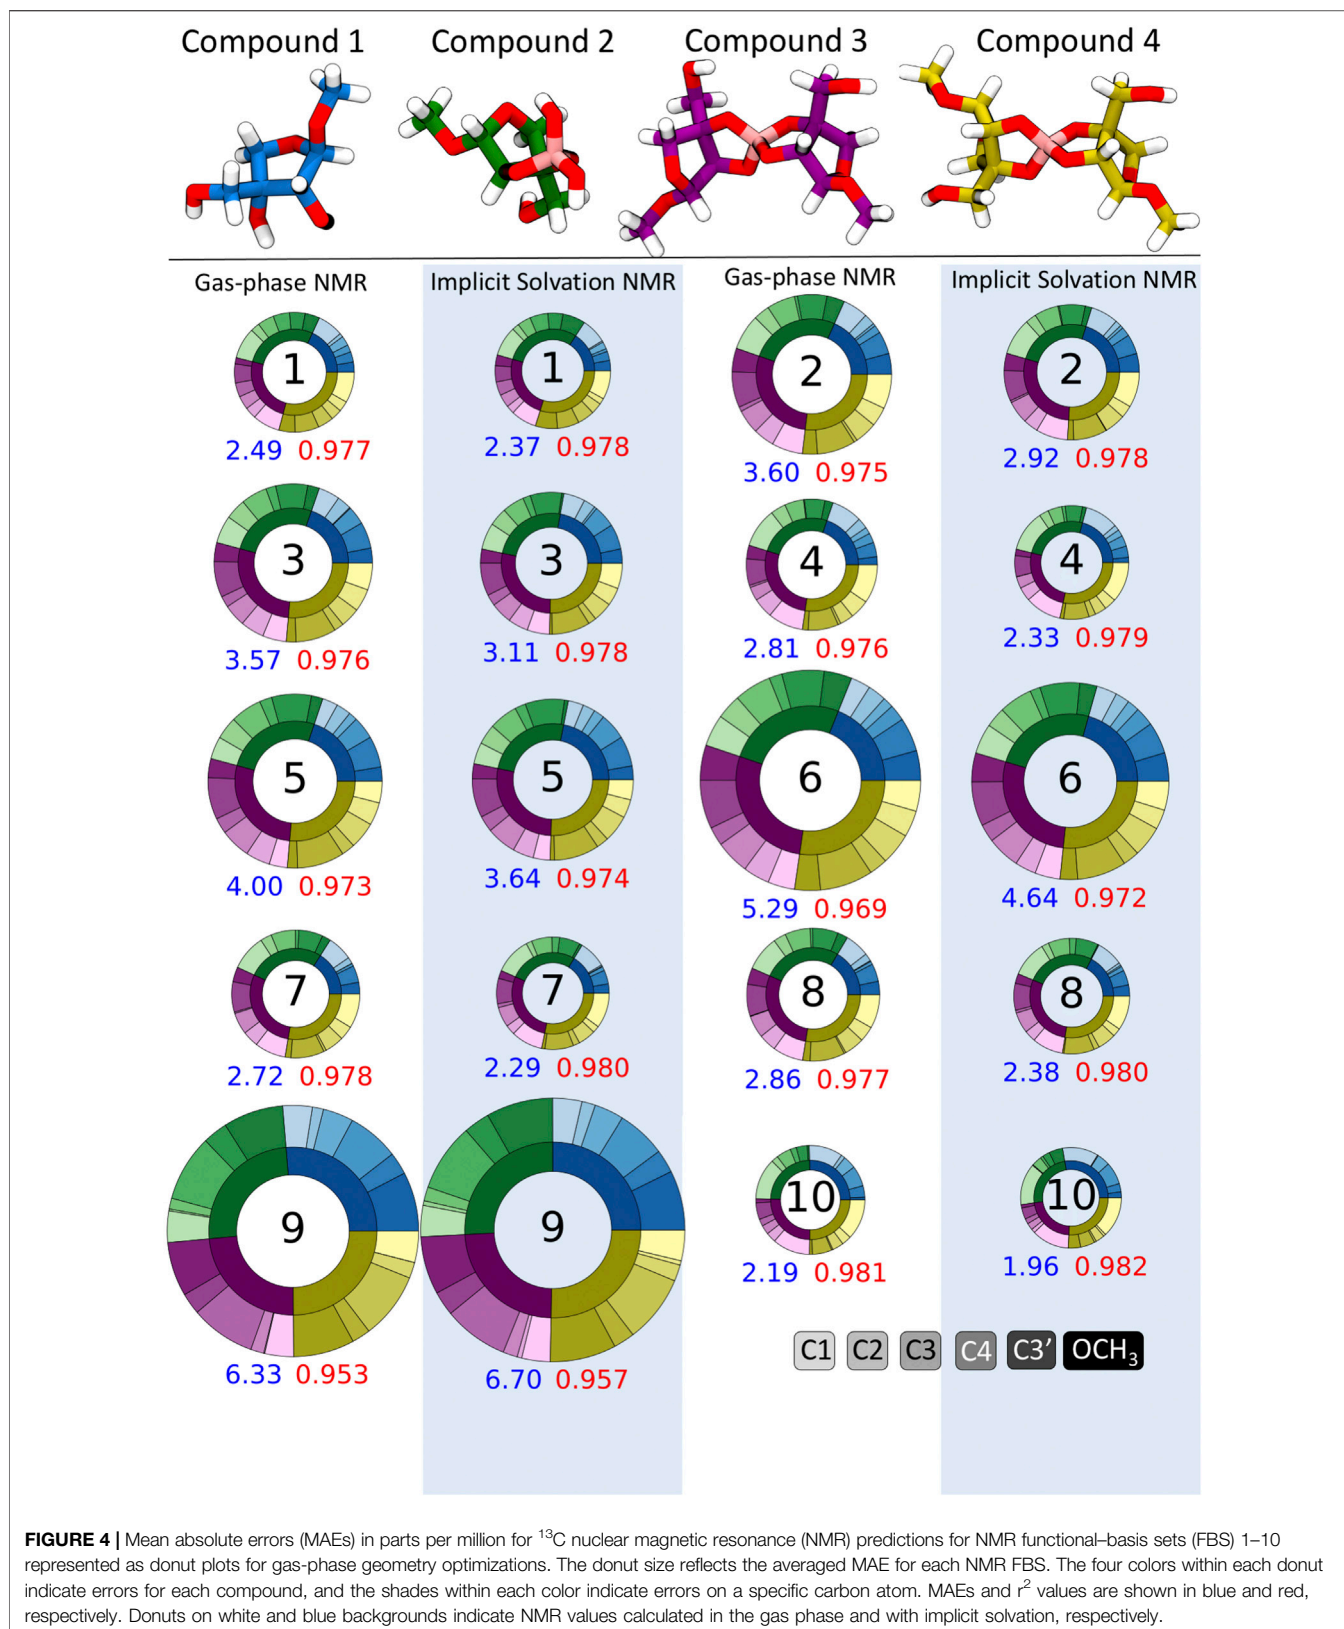 Compound 1 Compound 2 Compound 3 Compound 4
Gas-phase NMR Implicit Solvation NMR Gas-phase NMR Implicit Solvation NMR
1 1 2 2
2.49 0.977 2.37 0.978 3.60 0.975 2.92 0.978
3 3 4 4
3.57 0.976 3.11 0.978 2.81 0.976 2.33 0.979
5 5 6 6
4.00 0.973 3.64 0.974 5.29 0.969 4.64 0.972
7 7 8 8
2.72 0.978 2.29 0.980 2.86 0.977 2.38 0.980
9 9 10 10
6.33 0.953 6.70 0.957 2.19 0.981 1.96 0.982
C1 C2 C3 C4 C3′ OCH₃
FIGURE 4 | Mean absolute errors (MAEs) in parts per million for ¹³C nuclear magnetic resonance (NMR) predictions for NMR functional–basis sets (FBS) 1–10
represented as donut plots for gas-phase geometry optimizations. The donut size reflects the averaged MAE for each NMR FBS. The four colors within each donut
indicate errors for each compound, and the shades within each color indicate errors on a specific carbon atom. MAEs and r² values are shown in blue and red,
respectively. Donuts on white and blue backgrounds indicate NMR values calculated in the gas phase and with implicit solvation, respectively.